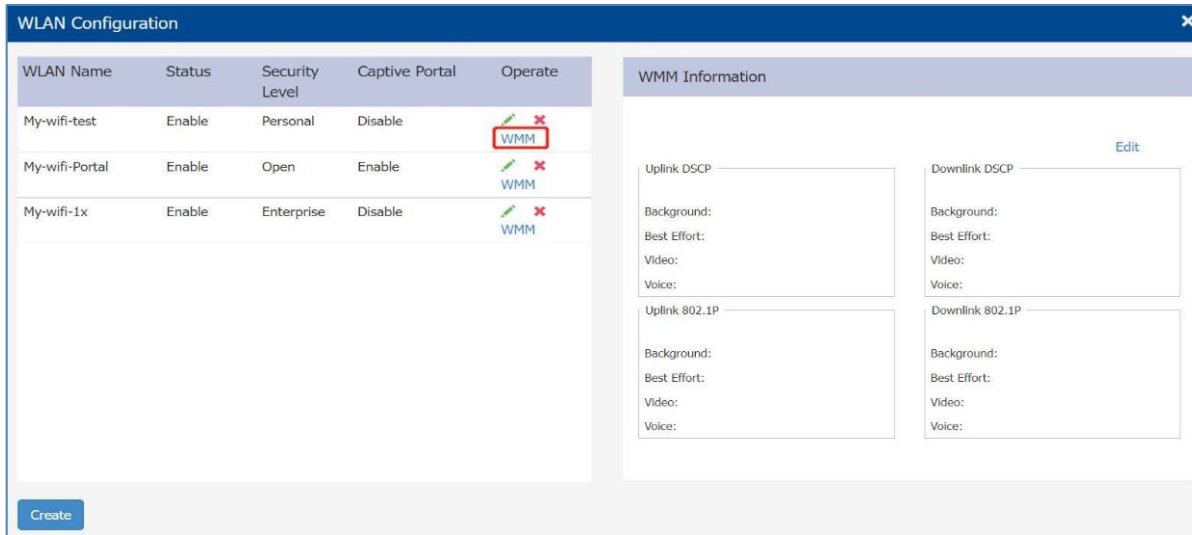 WLAN Configuration
WLAN Name Status Security Level Captive Portal Operate
My-wifi-test Enable Personal Disable
WMM
My-wifi-Portal Enable Open Enable
WMM
My-wifi-1x Enable Enterprise Disable
WMM
Create
WMM Information
Edit
Uplink DSCP
Background:
Best Effort:
Video:
Voice:
Downlink DSCP
Background:
Best Effort:
Video:
Voice:
Uplink 802.1P
Background:
Best Effort:
Video:
Voice:
Downlink 802.1P
Background:
Best Effort:
Video:
Voice: